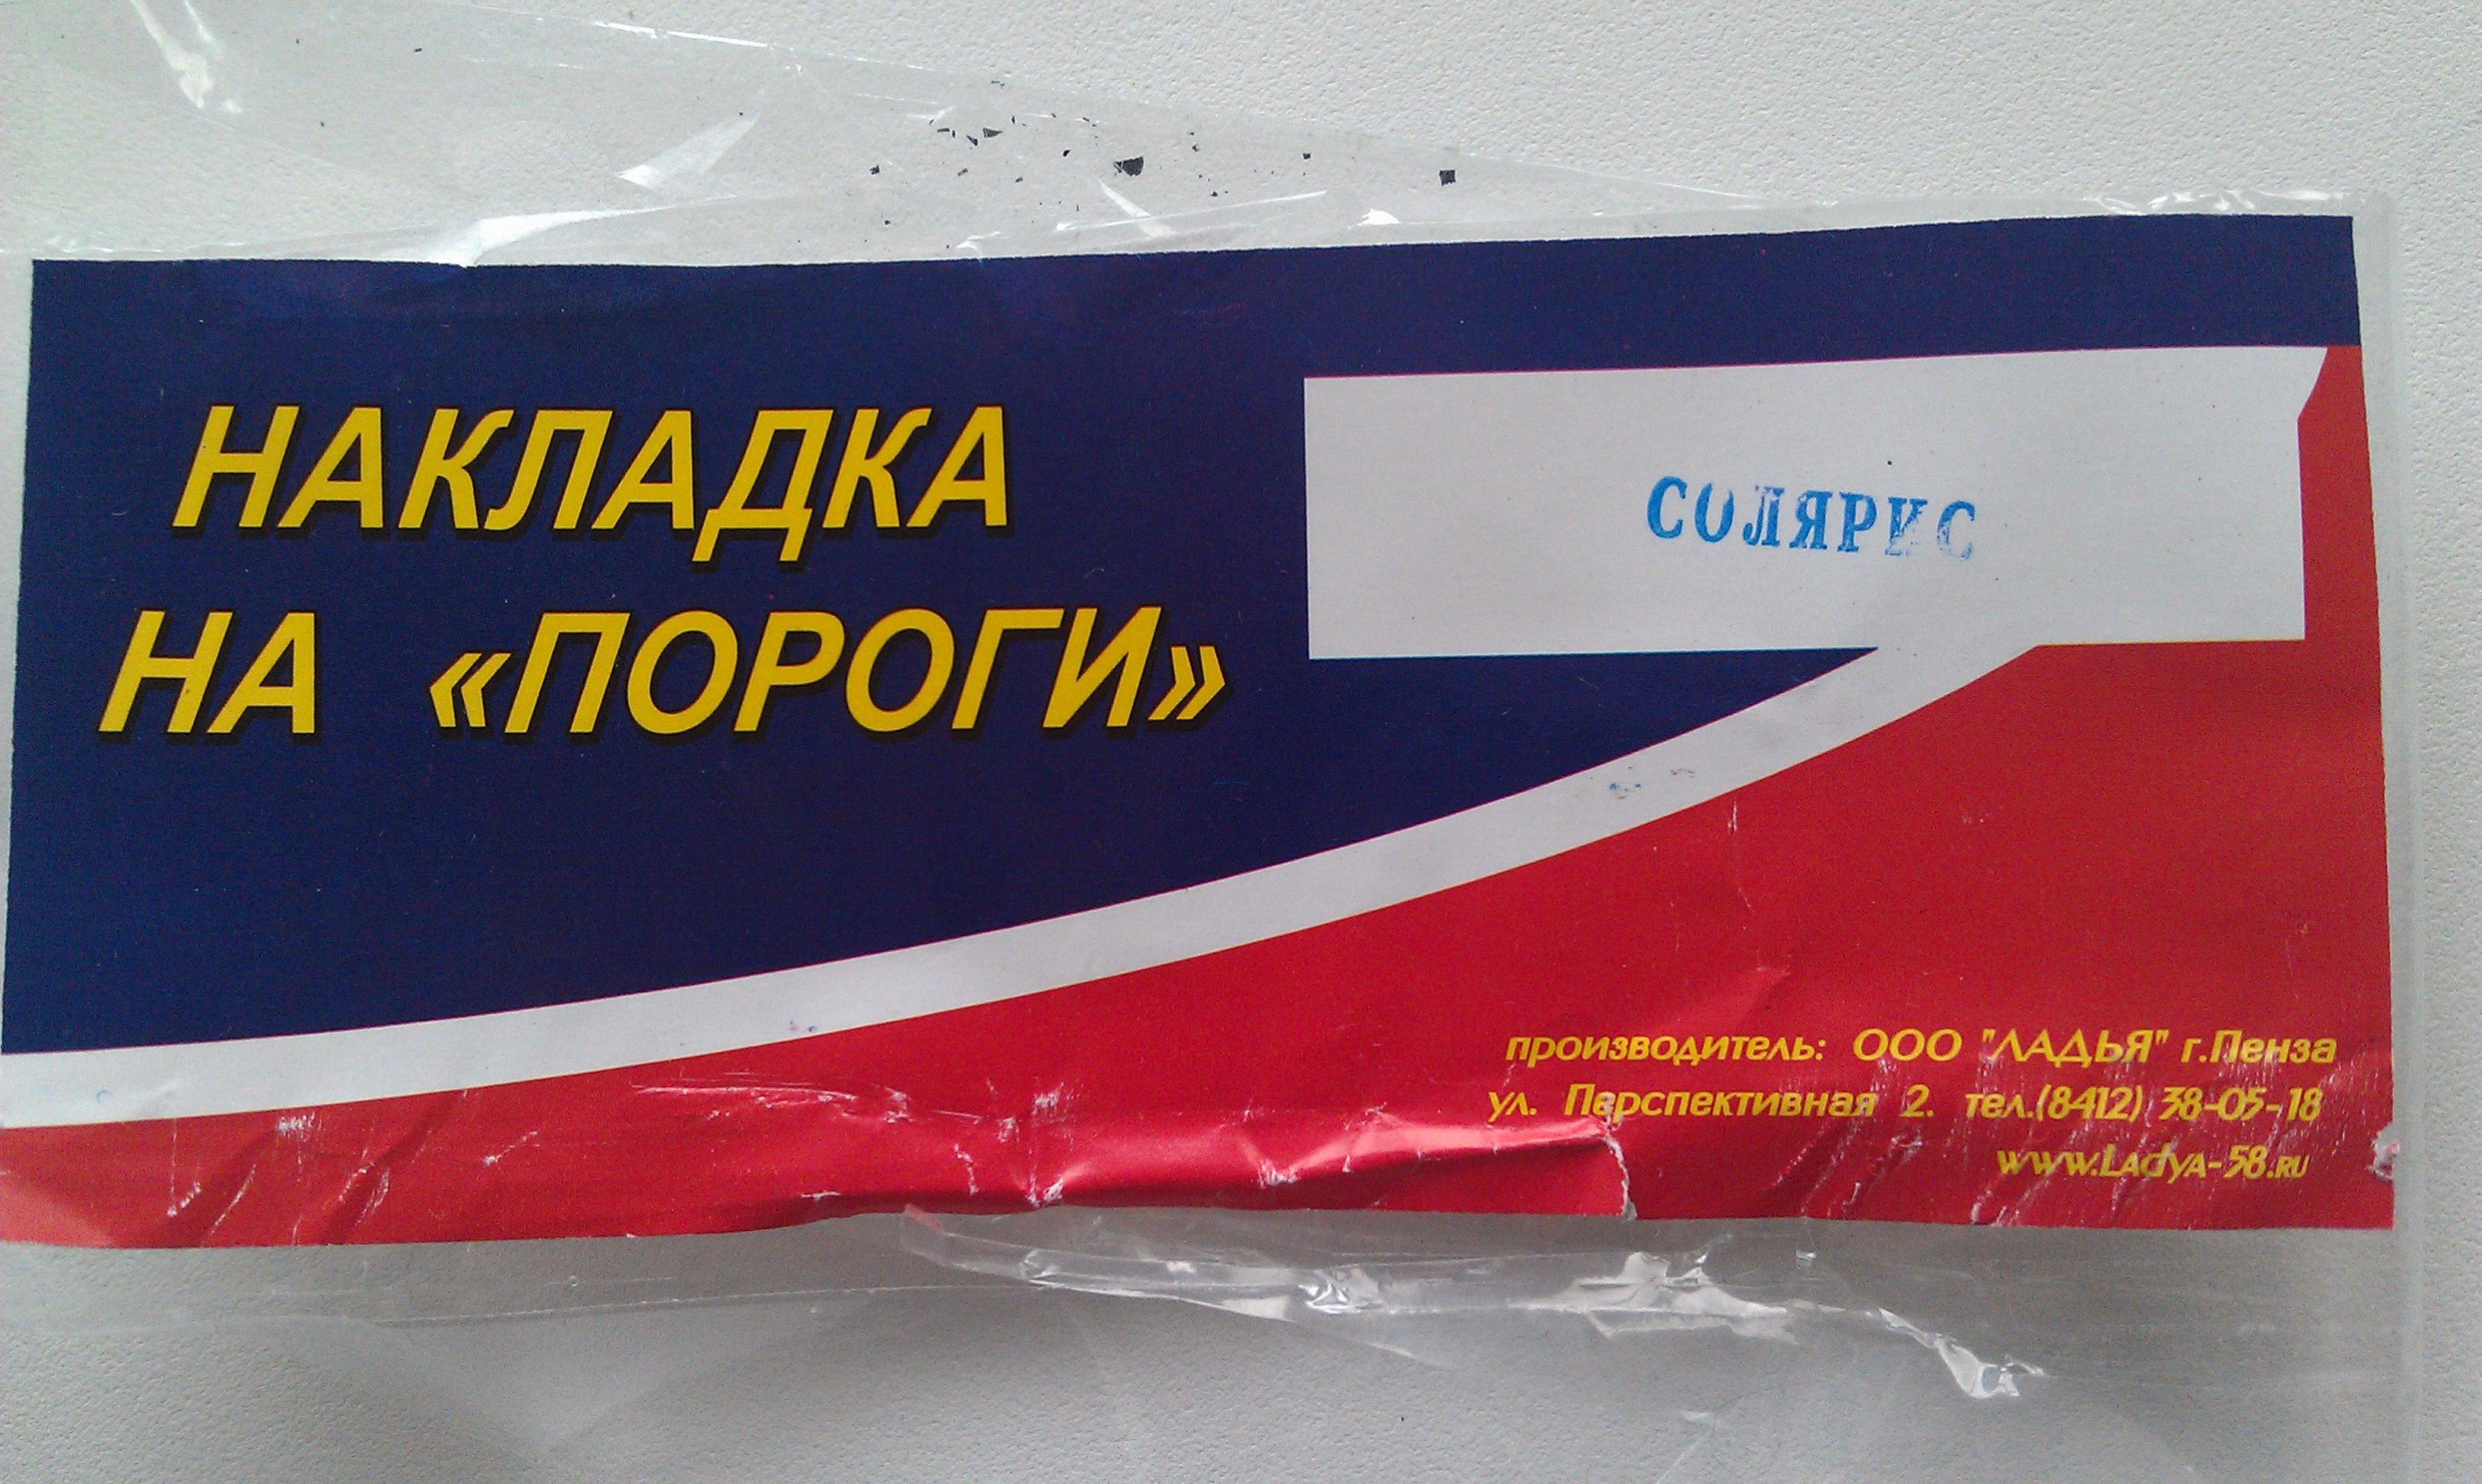 НАКЛАДКА
НА «ПОРОГИ»
СОЛЯРИС
производитель: ООО "ЛАДЬЯ" г.Пенза
ул. Перспективная 2. тел.(8412) 38-05-18
www.Ladya-58.ru